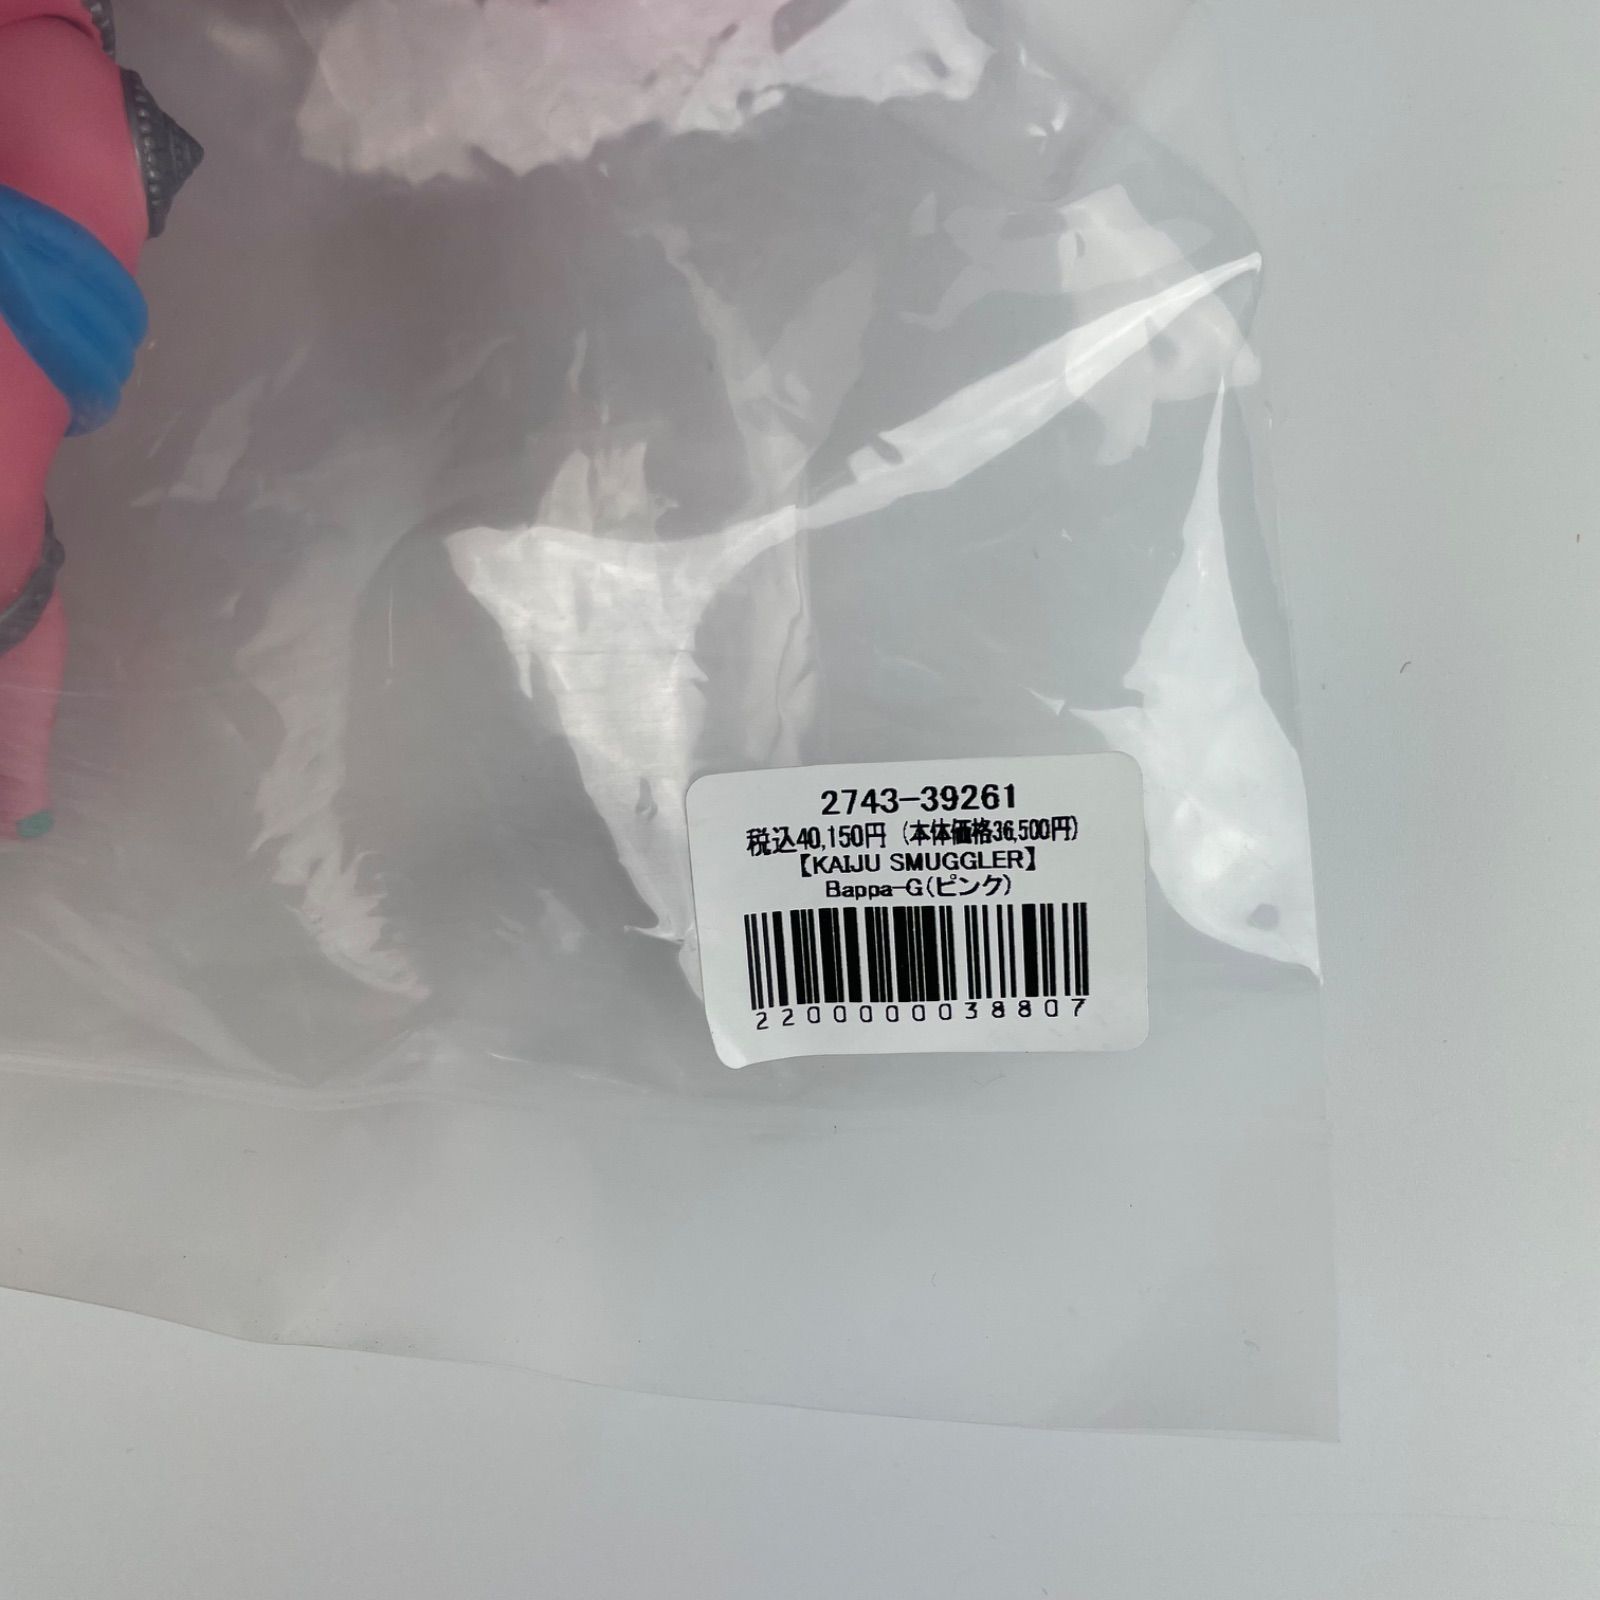 2743-39261
税込40,150円 (本体価格36,500円)
【KAIJU SMUGGLER】
Bappa-G(ピンク)
2200000038807